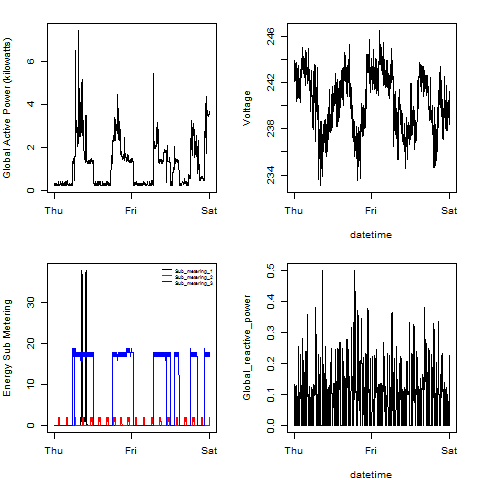 Global Active Power (kilowatts)
0 2 4 6
Thu Fri Sat
Voltage
234 238 242 246
Thu Fri Sat
datetime
Energy Sub Metering
0 10 20 30
Sub_metering_1
Sub_metering_2
Sub_metering_3
Thu Fri Sat
Global_reactive_power
0.0 0.1 0.2 0.3 0.4 0.5
Thu Fri Sat
datetime